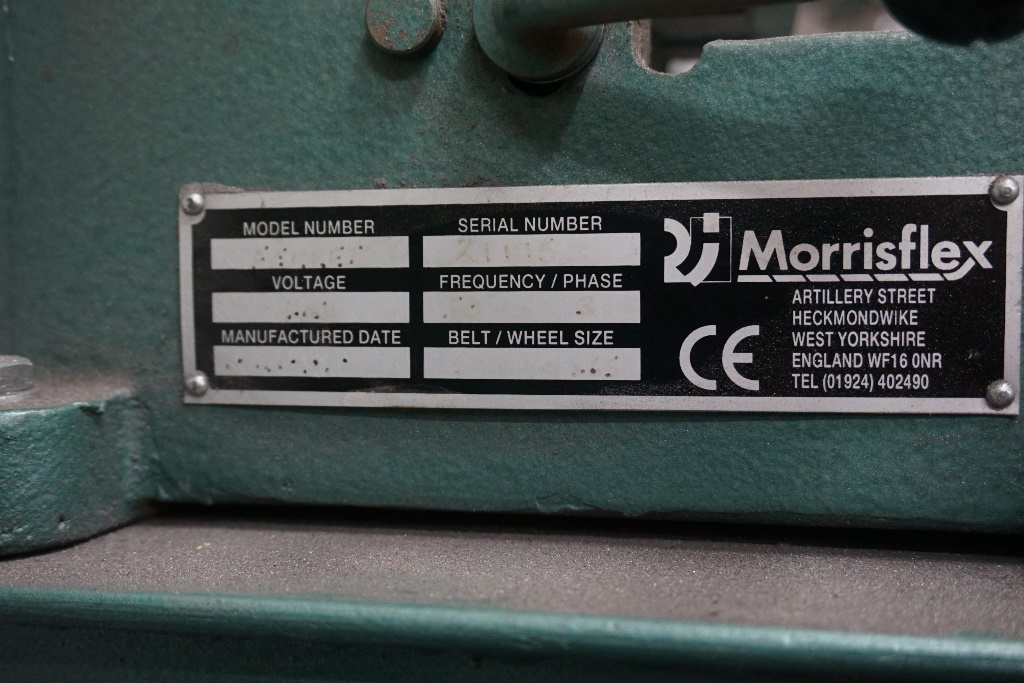 MODEL NUMBER
SERIAL NUMBER
VOLTAGE
FREQUENCY / PHASE
MANUFACTURED DATE
BELT / WHEEL SIZE
Morrisflex
ARTILLERY STREET
HECKMONDWIKE
WEST YORKSHIRE
ENGLAND WF16 0NR
TEL (01924) 402490
CE